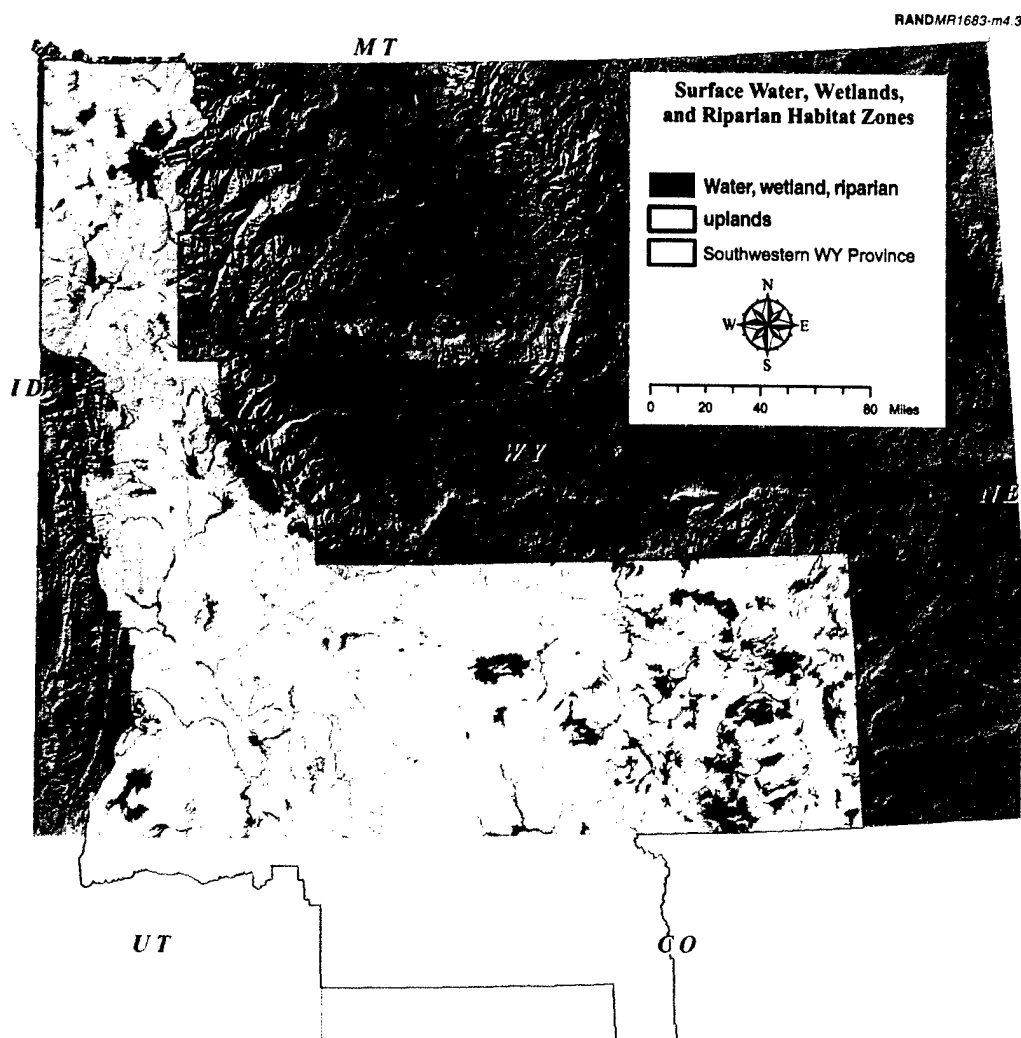 RANDMR1683-m4.3
MT
Surface Water, Wetlands,
and Riparian Habitat Zones
Water, wetland, riparian
uplands
Southwestern WY Province
N
W E
S
0 20 40 80 Miles
ID
WY
NE
UT
CO